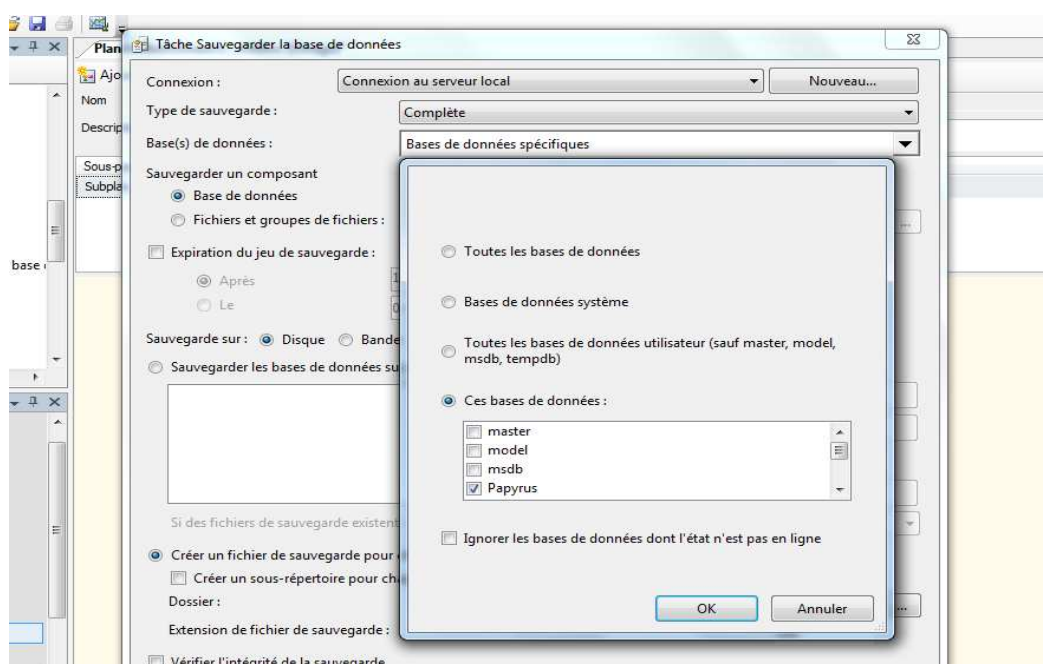 Plan
Tâche Sauvegarder la base de données
Ajo
Connexion :
Connexion au serveur local
Nouveau...
Nom
Type de sauvegarde :
Complète
Descrip
Base(s) de données :
Bases de données spécifiques
Sous-p
Sauvegarder un composant
Subpla
Base de données
Fichiers et groupes de fichiers :
...
Expiration du jeu de sauvegarde :
Toutes les bases de données
base
Après
1
Le
0
Bases de données système
Sauvegarde sur :
Disque
Bande
Toutes les bases de données utilisateur (sauf master, model,
msdb, tempdb)
Sauvegarder les bases de données su
Ces bases de données :
master
model
msdb
Papyrus
Si des fichiers de sauvegarde existent
Ignorer les bases de données dont l'état n'est pas en ligne
Créer un fichier de sauvegarde pour
Créer un sous-répertoire pour ch
Dossier :
OK
Annuler
...
Extension de fichier de sauvegarde :
Vérifier l'intégrité de la sauvegarde